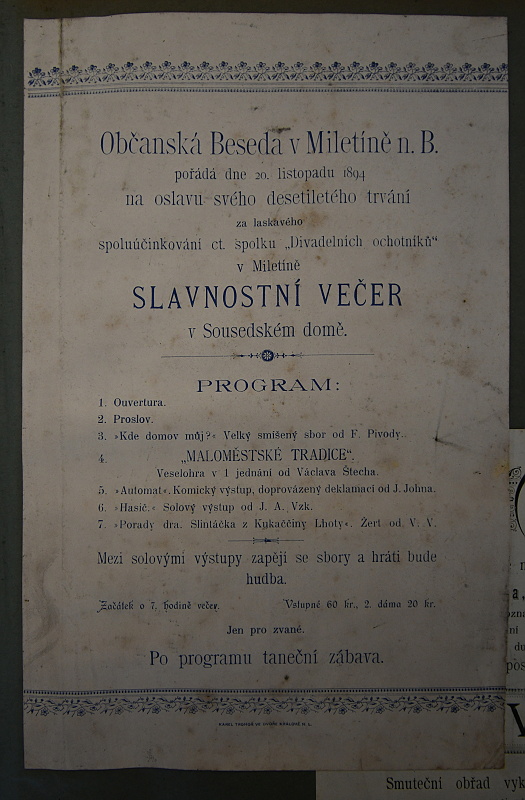 Občanská Beseda v Miletíně n. B.
pořádá dne 20. listopadu 1894
na oslavu svého desetiletého trvání
za laskavého
spoluúčinkování ct. spolku „Divadelních ochotníků“
v Miletíně
SLAVNOSTNÍ VEČER
v Sousedském domě.
PROGRAM:
1. Ouvertura.
2. Proslov.
3. »Kde domov můj?« Velký smíšený sbor od F. Pivody.
4. „MALOMĚSTSKÉ TRADICE“.
Veselohra v 1 jednání od Václava Štecha.
5. »Automat«. Komický výstup, doprovázený deklamací od J. Johna.
6. »Hasič.« Solový výstup od J. A. Vzk.
7. »Porady dra. Slintáčka z Kykaččiny Lhoty«. Žert od V. V.
Mezi solovými výstupy zapějí se sbory a hráti bude
hudba.
Začátek o 7. hodině večer. Vstupné 60 kr., 2. dáma 20 kr.
Jen pro zvané.
Po programu taneční zábava.
Smuteční obřad vyk